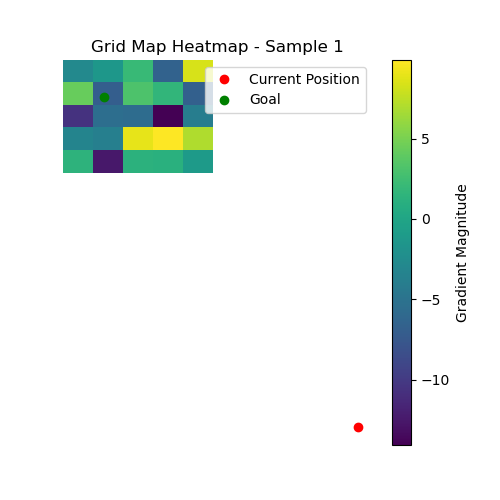 Grid Map Heatmap - Sample 1
Current Position
Goal
5
0
−5
−10
Gradient Magnitude